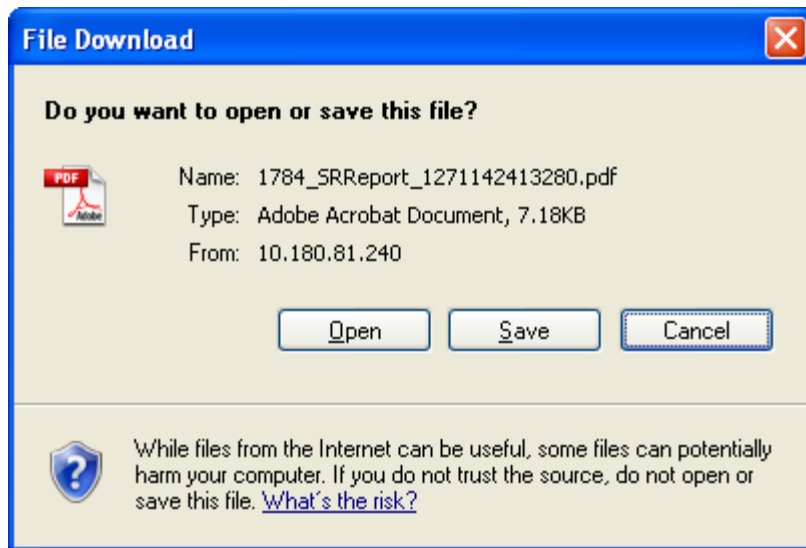 File Download
Do you want to open or save this file?
PDF
Adobe
Name: 1784_SRReport_1271142413280.pdf
Type: Adobe Acrobat Document, 7.18KB
From: 10.180.81.240
Open Save Cancel
While files from the Internet can be useful, some files can potentially
harm your computer. If you do not trust the source, do not open or
save this file. What's the risk?